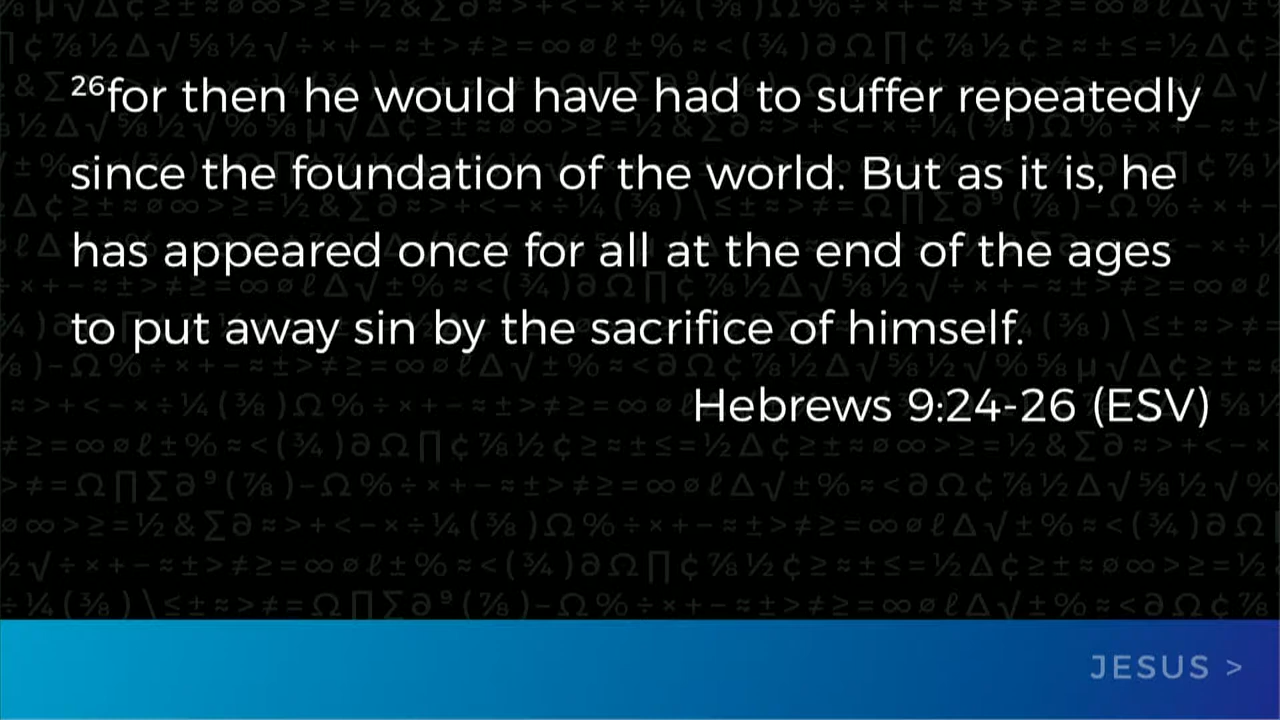 ²⁶for then he would have had to suffer repeatedly
since the foundation of the world. But as it is, he
has appeared once for all at the end of the ages
to put away sin by the sacrifice of himself.
Hebrews 9:24-26 (ESV)
JESUS >